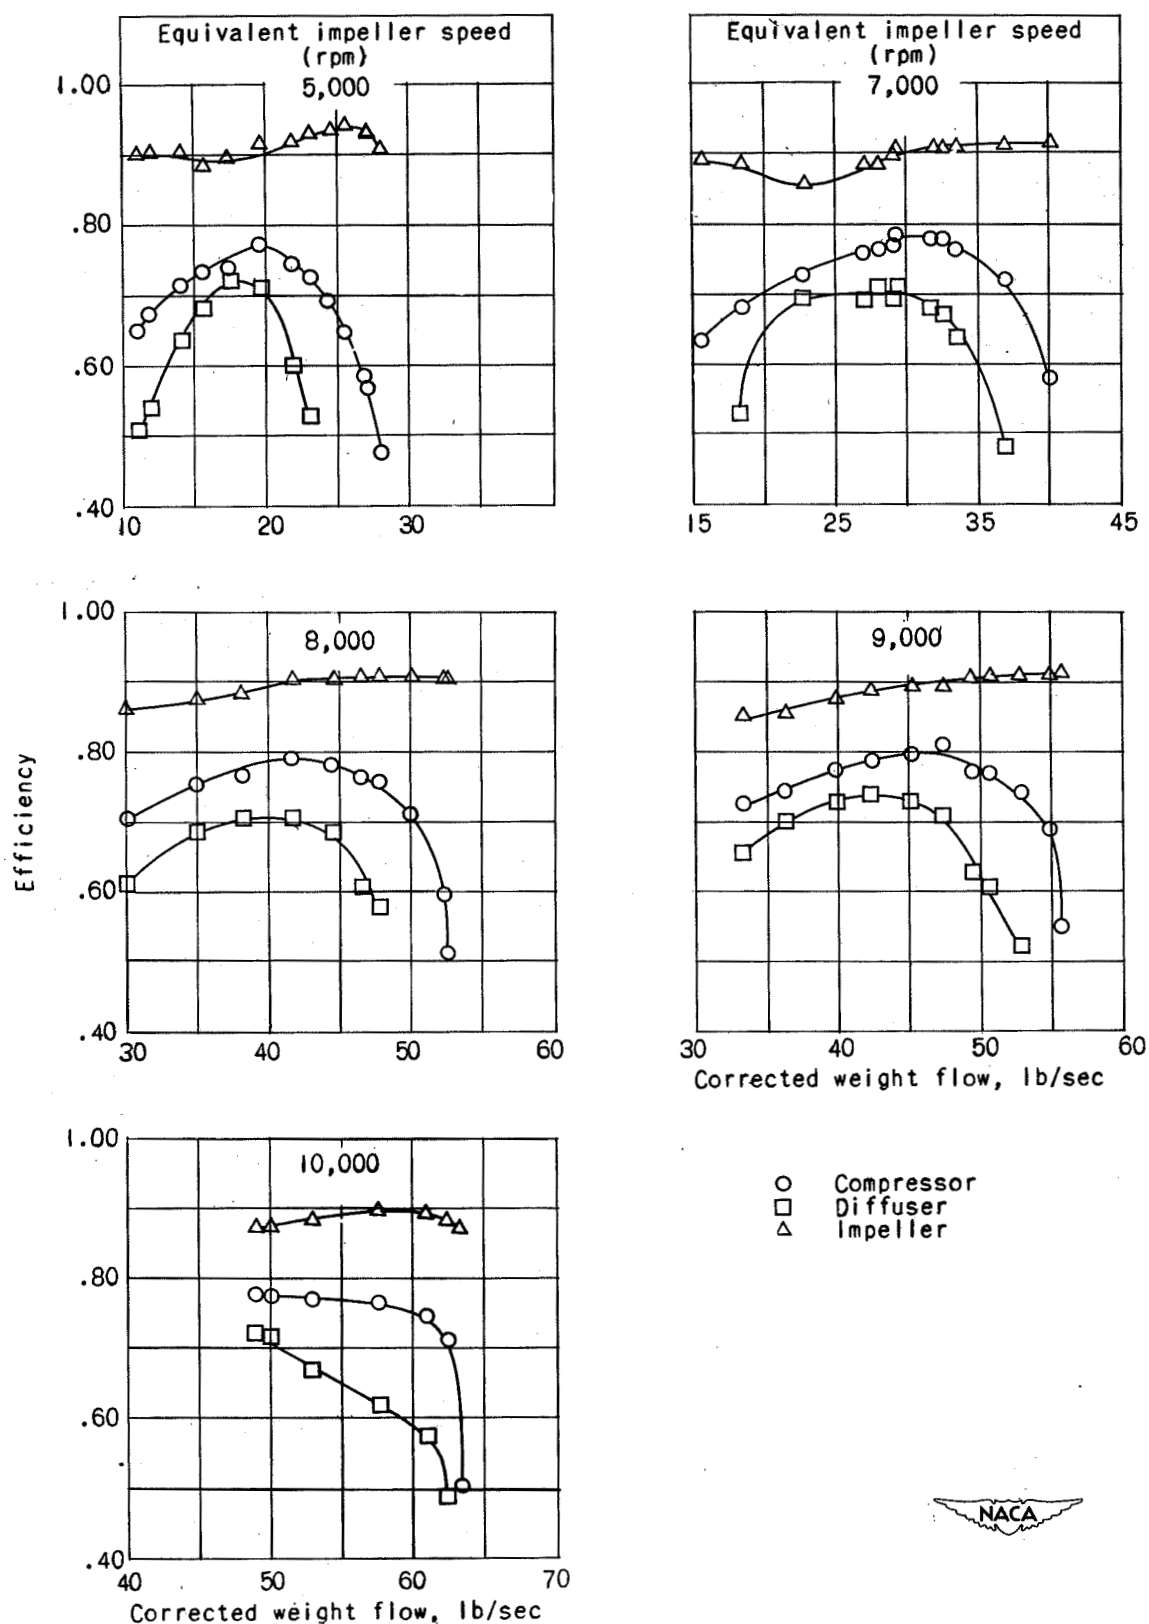 Equivalent impeller speed
(rpm)
5,000
1.00
.80
.60
.40
10 20 30
Equivalent impeller speed
(rpm)
7,000
15 25 35 45
Efficiency
1.00
8,000
.80
.60
.40
30 40 50 60
9,000
30 40 50 60
Corrected weight flow, lb/sec
1.00
10,000
.80
.60
.40
40 50 60 70
Corrected weight flow, lb/sec
Compressor
Diffuser
Impeller
NACA